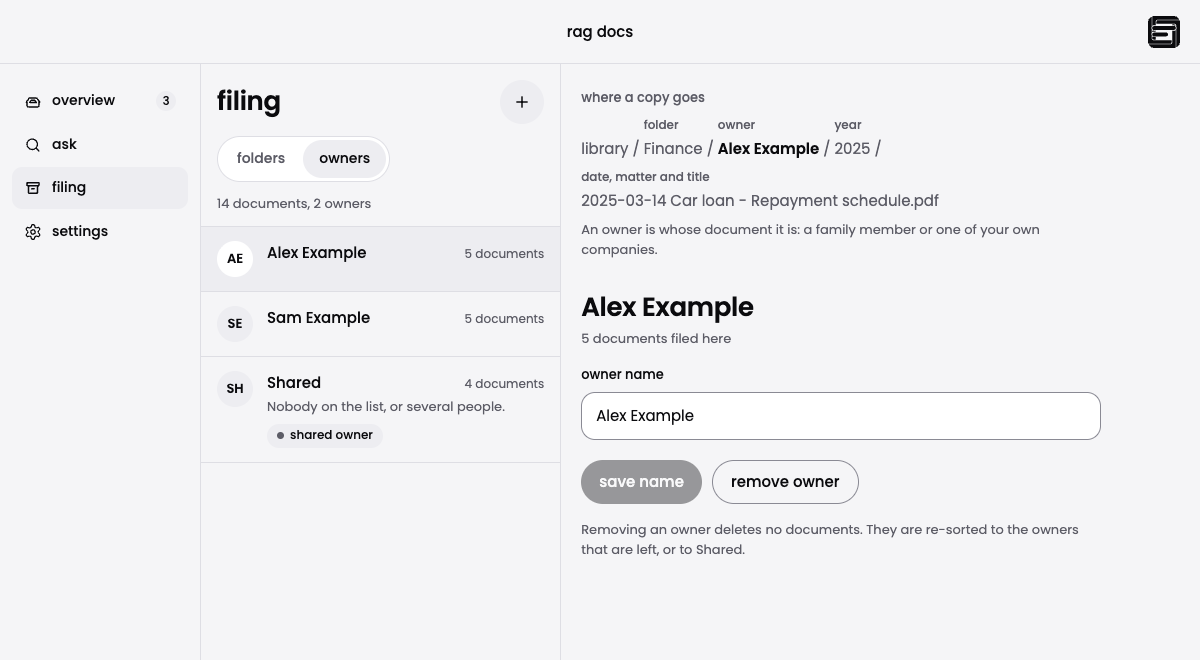 rag docs
overview 3
ask
filing
settings
filing
+
folders owners
14 documents, 2 owners
AE Alex Example 5 documents
SE Sam Example 5 documents
SH Shared 4 documents
Nobody on the list, or several people.
shared owner
where a copy goes
folder owner year
library / Finance / Alex Example / 2025 /
date, matter and title
2025-03-14 Car loan - Repayment schedule.pdf
An owner is whose document it is: a family member or one of your own
companies.
Alex Example
5 documents filed here
owner name
Alex Example
save name remove owner
Removing an owner deletes no documents. They are re-sorted to the owners
that are left, or to Shared.